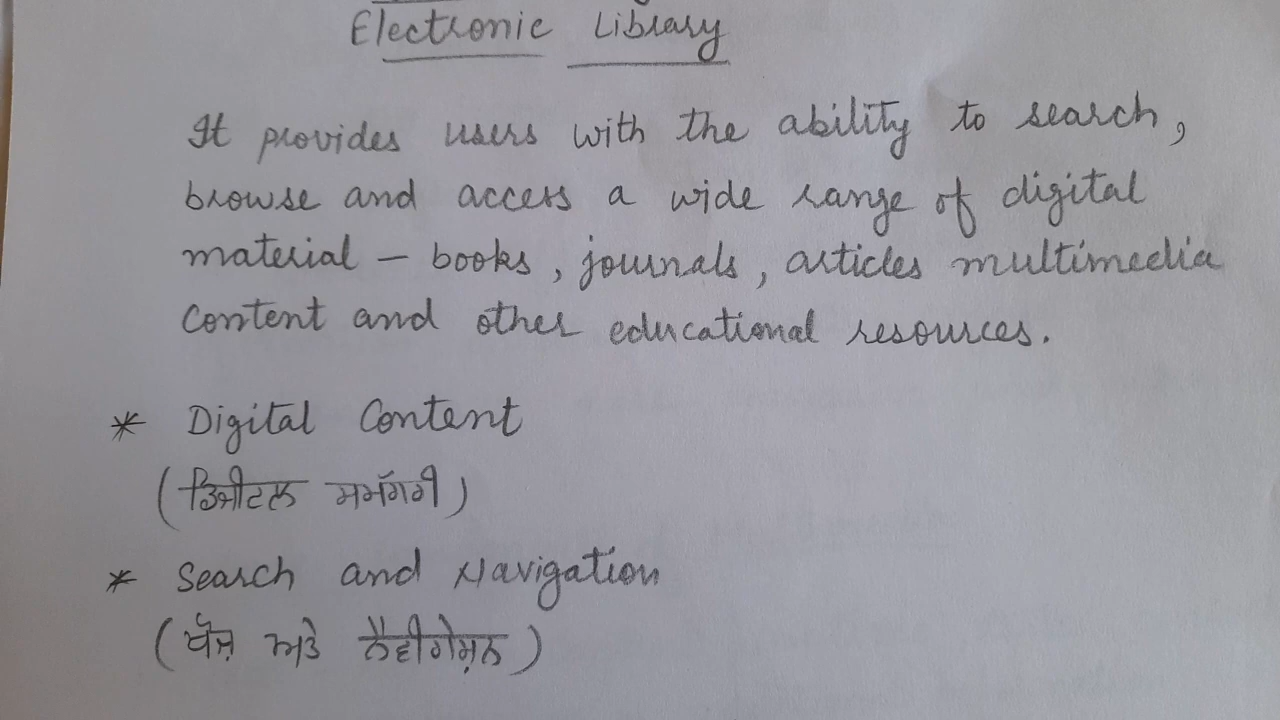 Electronic Library
It provides users with the ability to search,
browse and access a wide range of digital
material – books, journals, articles multimedia
Content and other educational resources.
* Digital Content
(ਡਿਜੀਟਲ ਸਮੱਗਰੀ)
* Search and Navigation
(ਖੋਜ਼ ਅਤੇ ਨੈਵੀਗੇਸ਼ਨ)